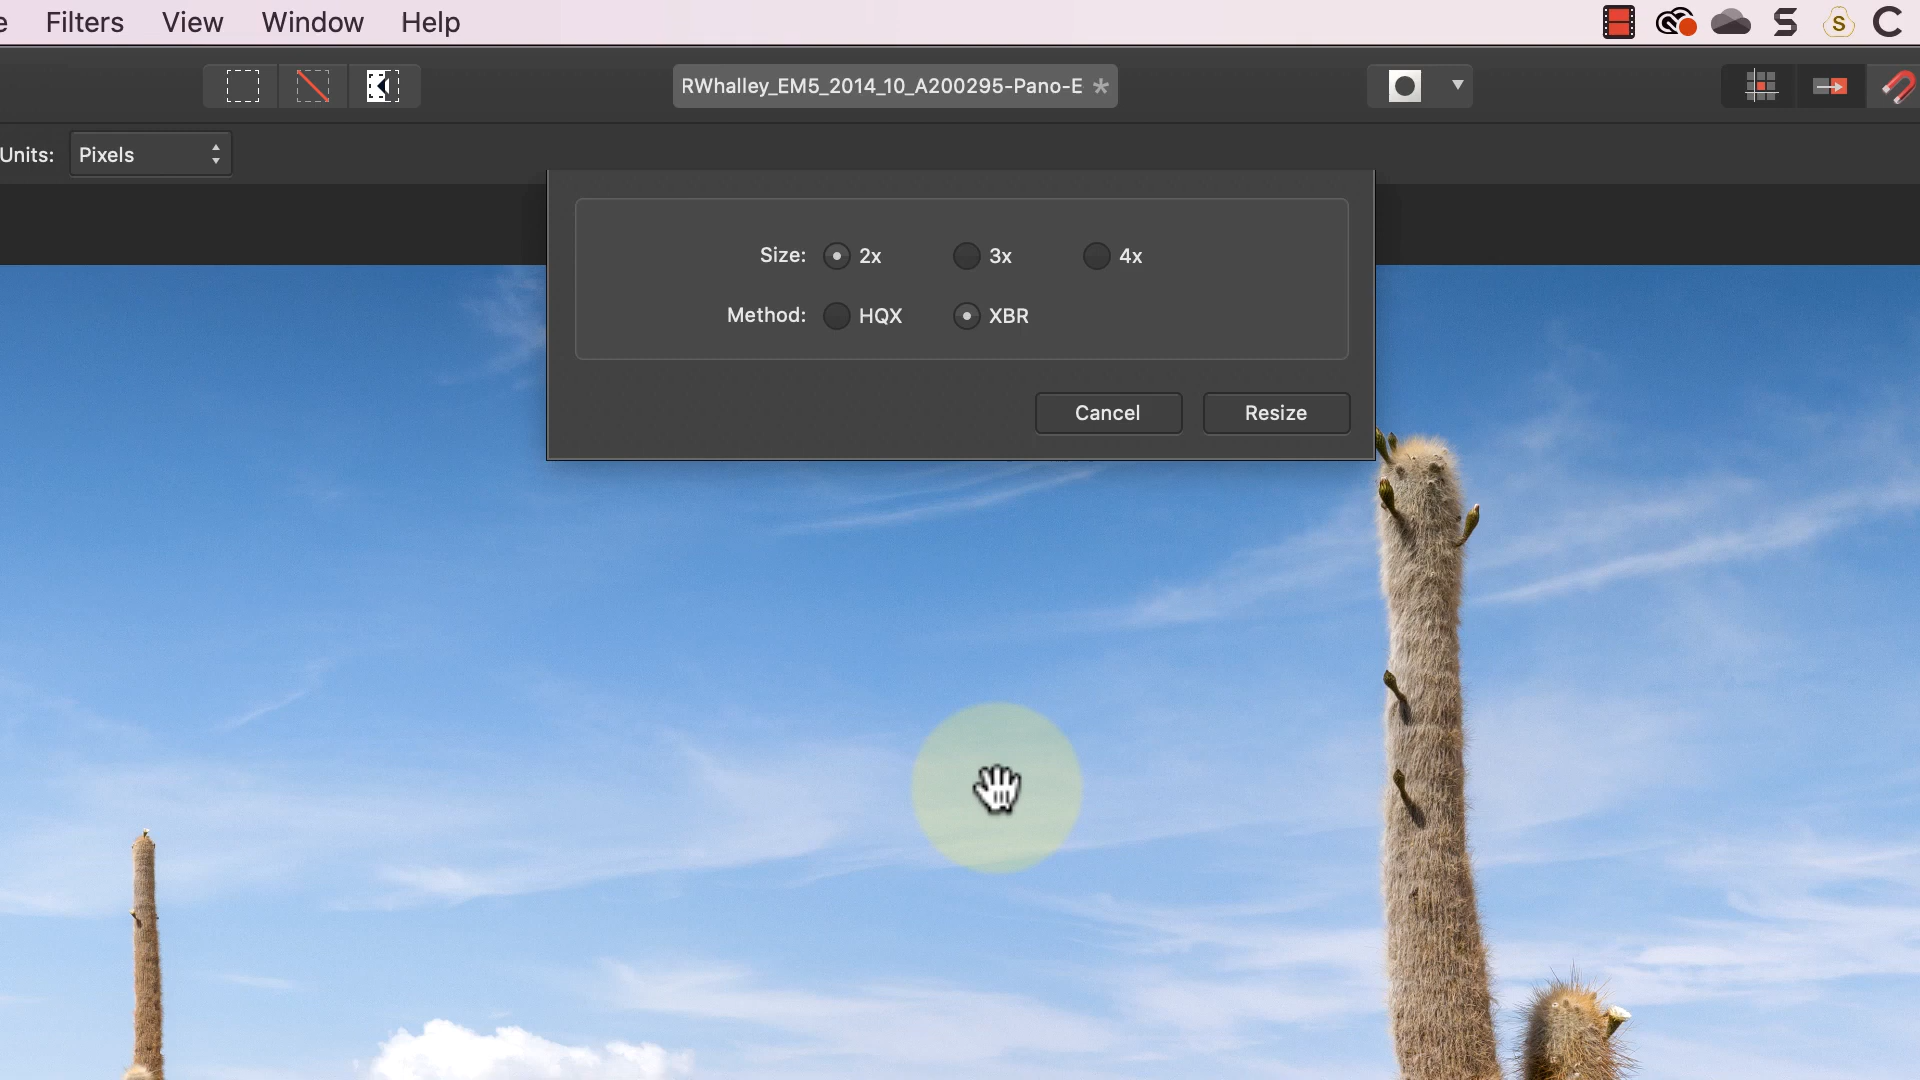 Filters View Window Help
RWhalley_EM5_2014_10_A200295-Pano-E *
Units: Pixels
Size: 2x 3x 4x
Method: HQX XBR
Cancel Resize